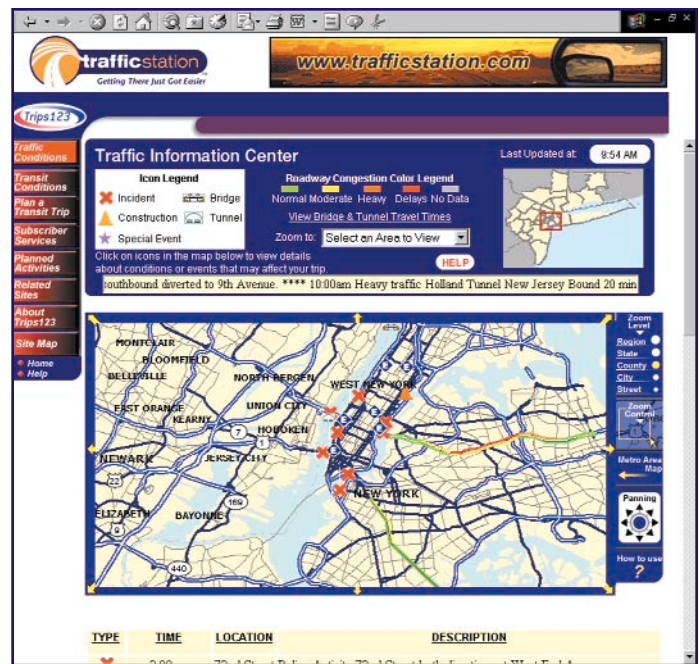 trafficstation
Getting There Just Got Easier
www.trafficstation.com
Trips123
Traffic Conditions
Transit Conditions
Plan a Transit Trip
Subscriber Services
Planned Activities
Related Sites
About Trips123
Site Map
Home
Help
Traffic Information Center
Last Updated at: 9:54 AM
Icon Legend
Incident Bridge
Construction Tunnel
Special Event
Roadway Congestion Color Legend
Normal Moderate Heavy Delays No Data
View Bridge & Tunnel Travel Times
Zoom to: Select an Area to View
Click on icons in the map below to view details
about conditions or events that may affect your trip.
HELP
outhbound diverted to 9th Avenue. **** 10:00am Heavy traffic Holland Tunnel New Jersey Bound 20 min
MONTCLAIR
BLOOMFIELD
BELLEVILLE
NORTH BERGEN
WEST NEW YORK
EAST ORANGE
UNION CITY
KEARNY
HOBOKEN
7
1
NEWARK
JERSEY CITY
22
NEW YORK
169
ELIZABETH
BAYONNE
9
440
Zoom Level
Region
State
County
City
Street
Zoom Control
Metro Area Map
Panning
How to use
?
TYPE TIME LOCATION DESCRIPTION